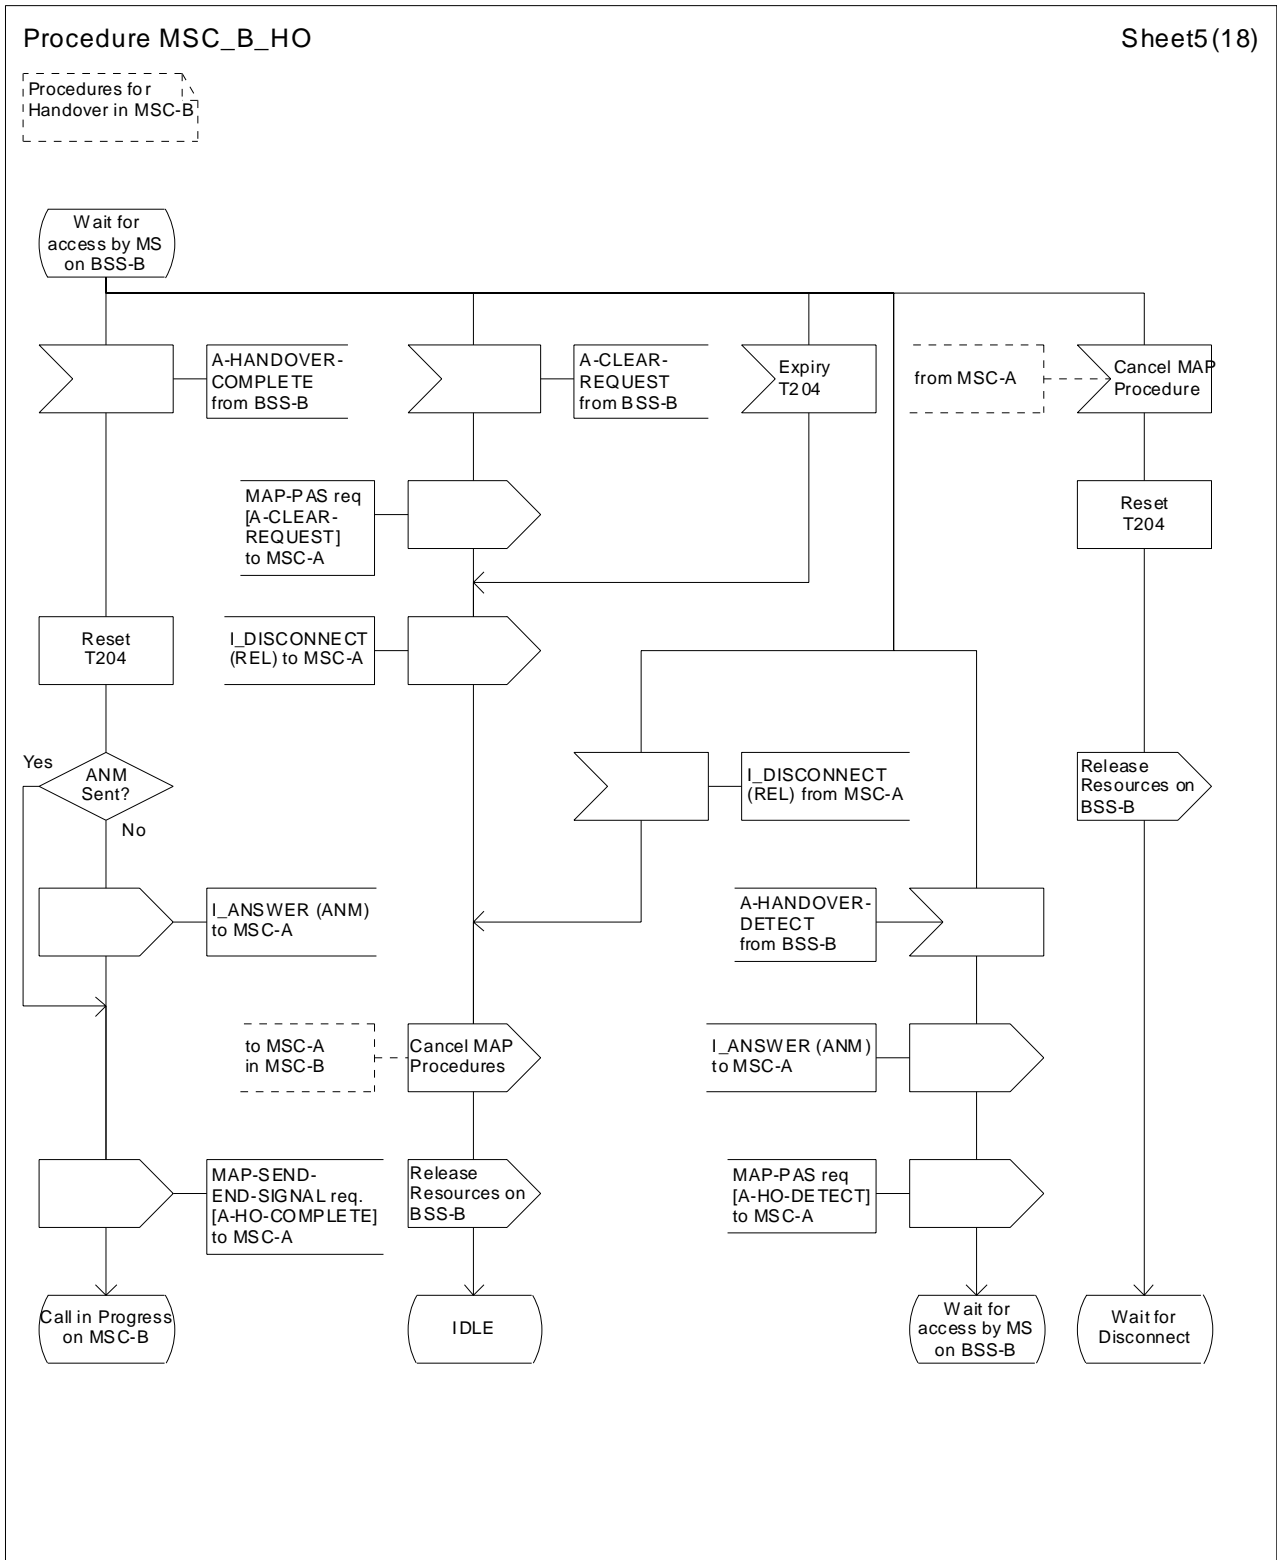 Procedure MSC_B_HO
Sheet5(18)
Procedures for
Handover in MSC-B
Wait for
access by MS
on BSS-B
A-HANDOVER-
COMPLETE
from BSS-B
A-CLEAR-
REQUEST
from BSS-B
Expiry
T204
from MSC-A
Cancel MAP
Procedure
MAP-PAS req
[A-CLEAR-
REQUEST]
to MSC-A
Reset
T204
Reset
T204
I_DISCONNECT
(REL) to MSC-A
Yes
ANM
Sent?
No
I_DISCONNECT
(REL) from MSC-A
Release
Resources on
BSS-B
I_ANSWER (ANM)
to MSC-A
A-HANDOVER-
DETECT
from BSS-B
to MSC-A
in MSC-B
Cancel MAP
Procedures
I_ANSWER (ANM)
to MSC-A
MAP-SEND-
END-SIGNAL req.
[A-HO-COMPLETE]
to MSC-A
Release
Resources on
BSS-B
MAP-PAS req
[A-HO-DETECT]
to MSC-A
Call in Progress
on MSC-B
IDLE
Wait for
access by MS
on BSS-B
Wait for
Disconnect